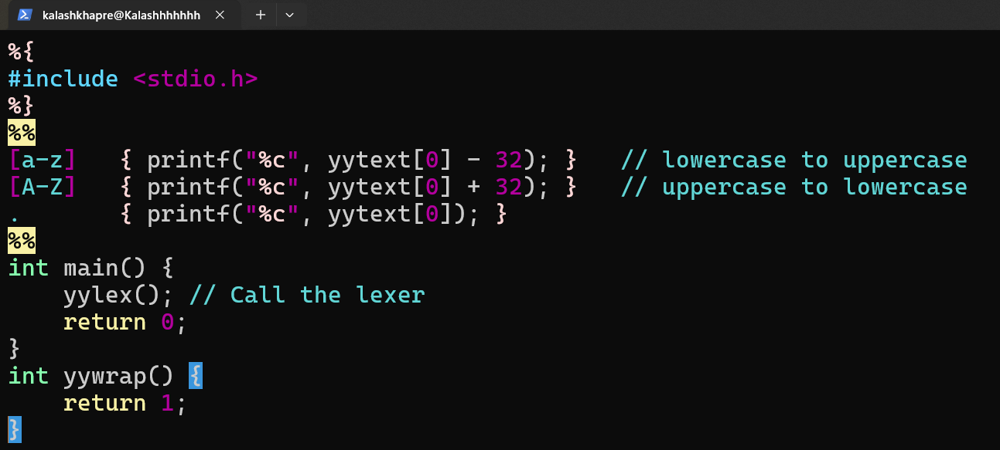 kalashkhapre@Kalashhhhhhh
%{
#include <stdio.h>
%}
%%
[a-z]   { printf("%c", yytext[0] - 32); }   // lowercase to uppercase
[A-Z]   { printf("%c", yytext[0] + 32); }   // uppercase to lowercase
.       { printf("%c", yytext[0]); }
%%
int main() {
    yylex(); // Call the lexer
    return 0;
}
int yywrap() {
    return 1;
}